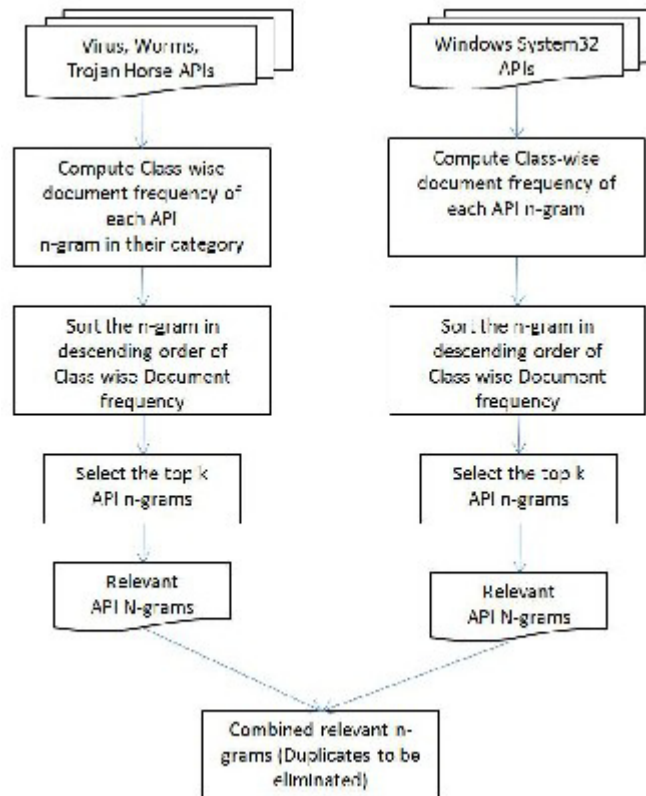 Virus, Worms,
Trojan Horse APIs
Compute Class-wise
document frequency of
each API
n-gram in their category
Sort the n-gram in
descending order of
Class wise Document
frequency
Select the top k
API n-grams
Relevant
API N-grams
Windows System32
APIs
Compute Class-wise
document frequency of
each API n-gram
Sort the n-gram in
descending order of
Class wise Document
frequency
Select the top k
API n-grams
Relevant
API N-grams
Combined relevant n-
grams (Duplicates to be
eliminated)